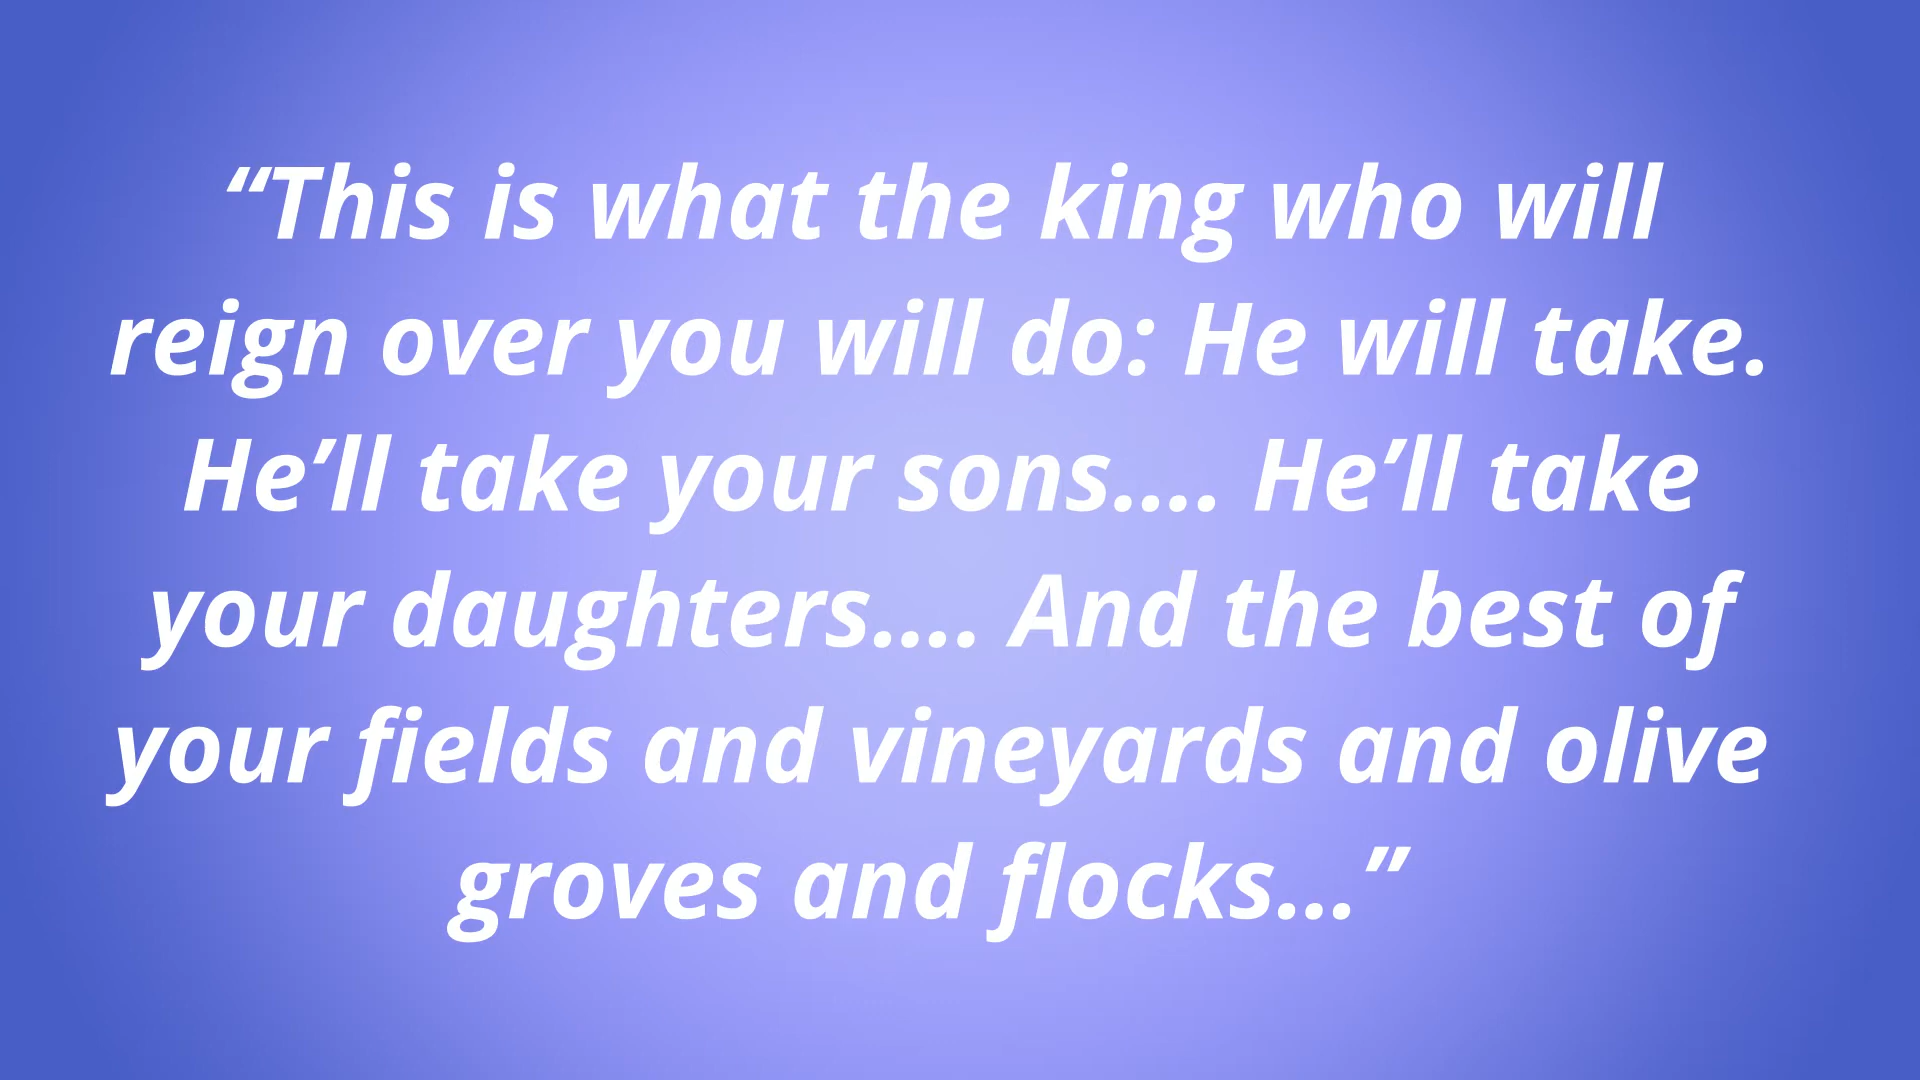 “This is what the king who will
reign over you will do: He will take.
He’ll take your sons.... He’ll take
your daughters.... And the best of
your fields and vineyards and olive
groves and flocks...”